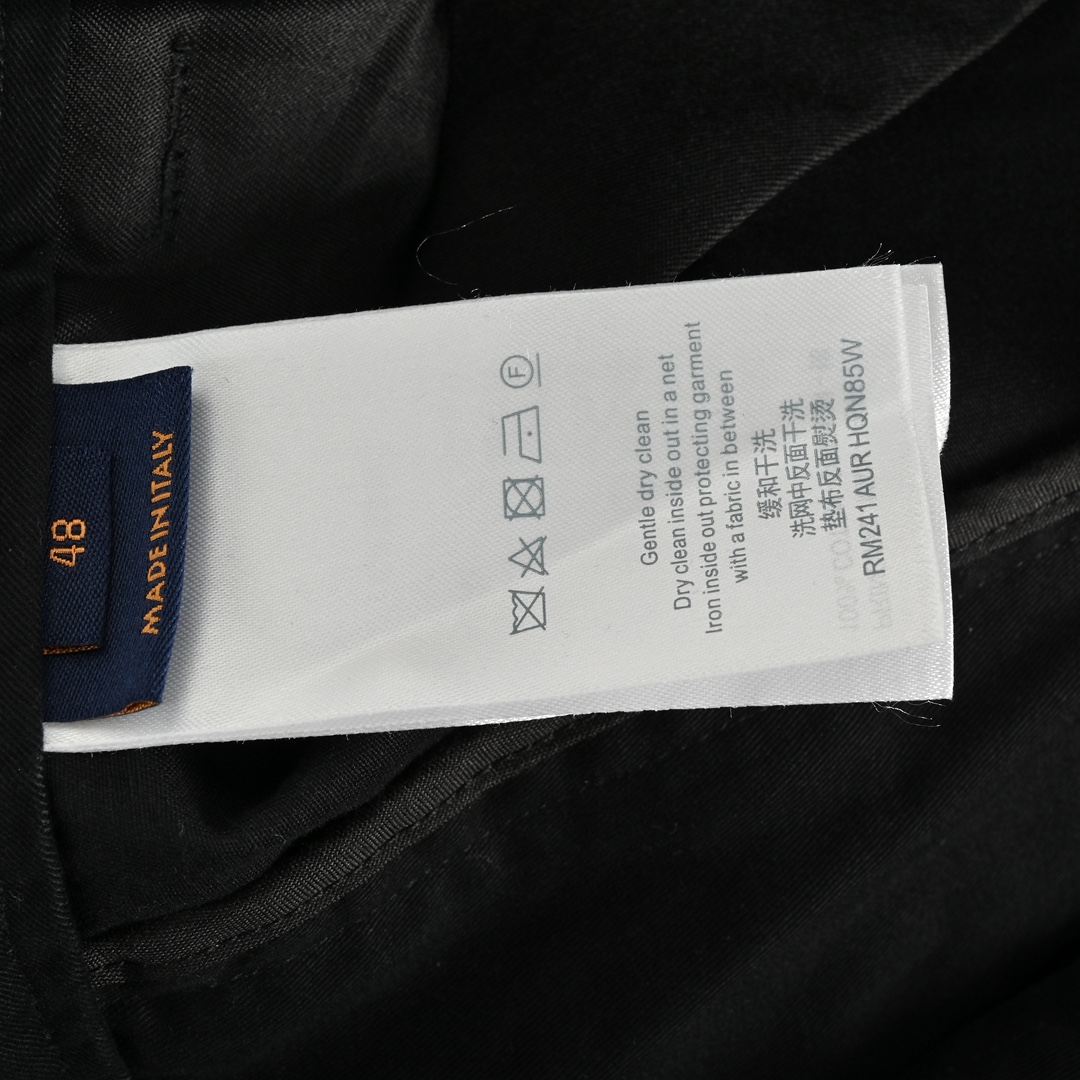 48
MADE IN ITALY
F
Gentle dry clean
Dry clean inside out in a net
Iron inside out protecting garment
with a fabric in between
缓和干洗
洗网中反面干洗
垫布反面熨烫
RM241 AUR HQN85W